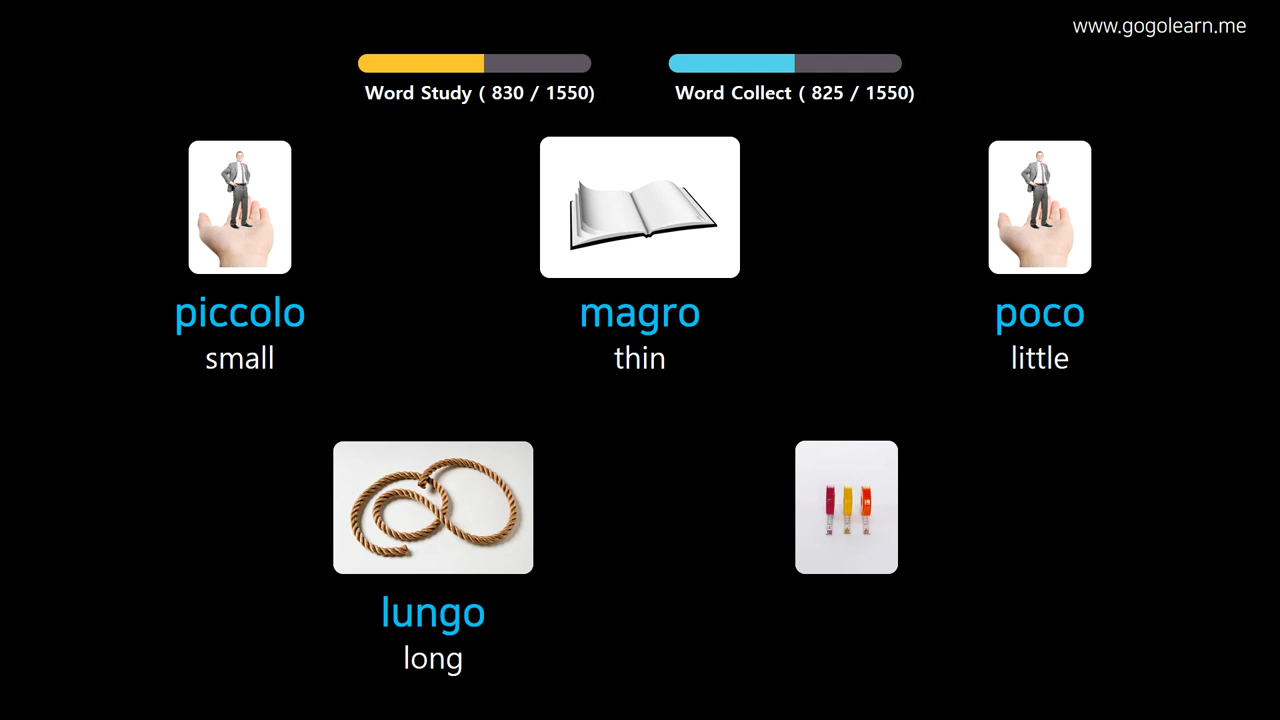 www.gogolearn.me
Word Study ( 830 / 1550)
Word Collect ( 825 / 1550)
piccolo
small
magro
thin
poco
little
lungo
long